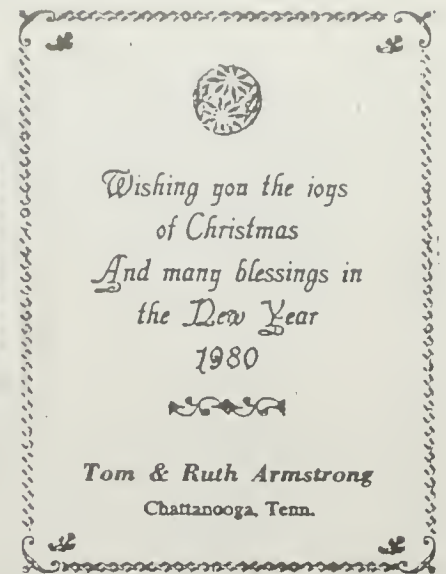 Wishing you the joys
of Christmas
And many blessings in
the New Year
1980
Tom & Ruth Armstrong
Chattanooga, Tenn.